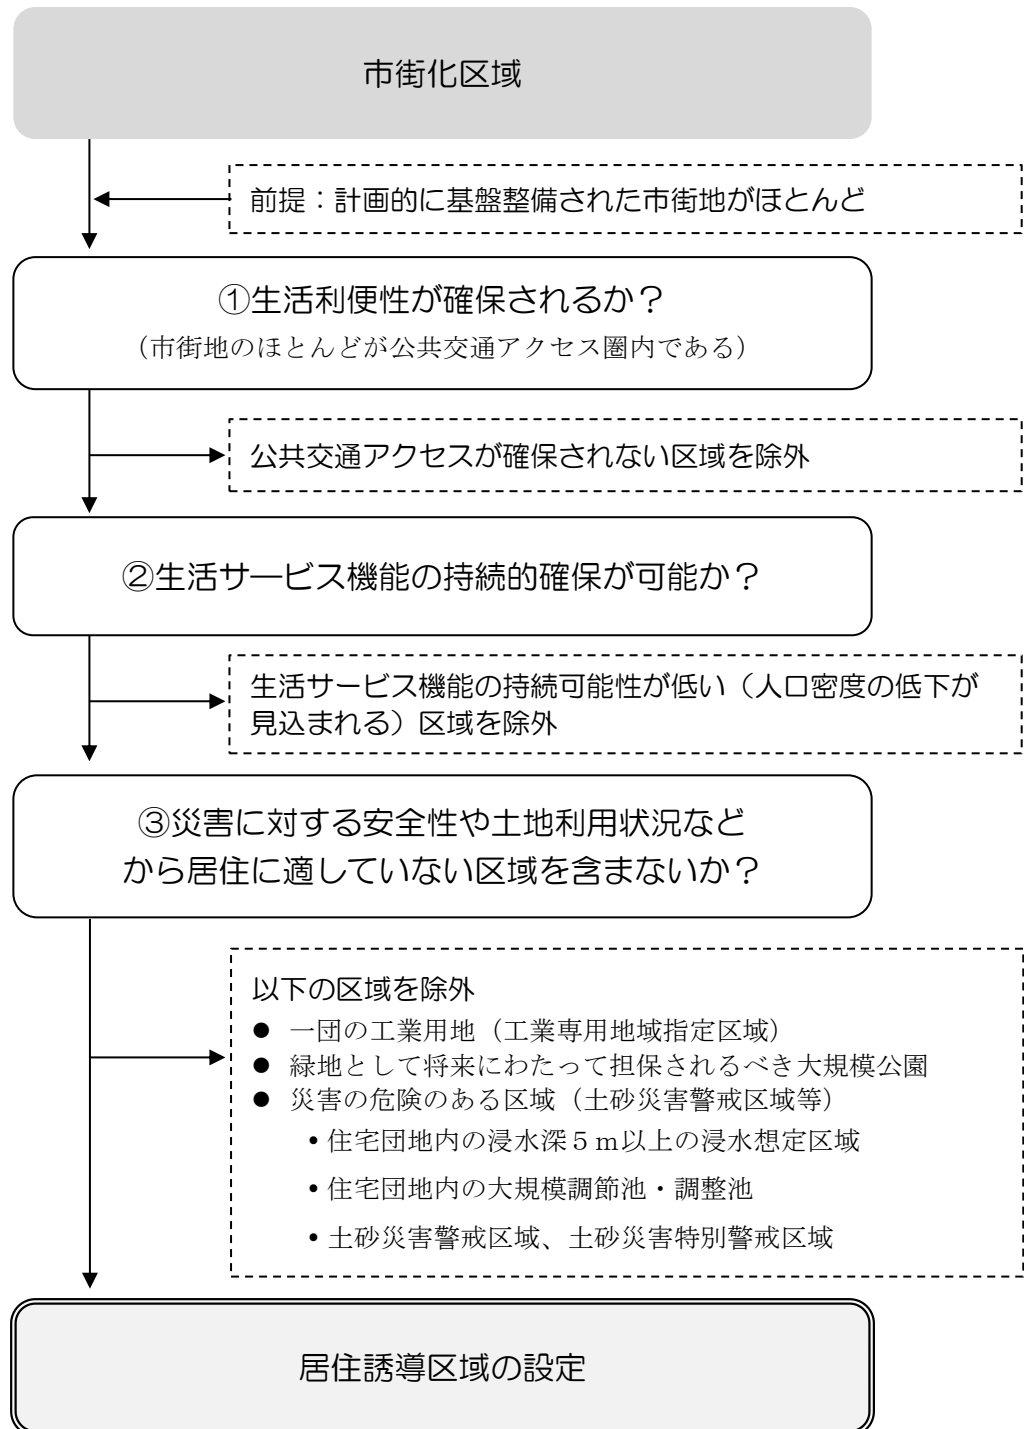 市街化区域
前提：計画的に基盤整備された市街地がほとんど
①生活利便性が確保されるか？
（市街地のほとんどが公共交通アクセス圏内である）
公共交通アクセスが確保されない区域を除外
②生活サービス機能の持続的確保が可能か？
生活サービス機能の持続可能性が低い（人口密度の低下が
見込まれる）区域を除外
③災害に対する安全性や土地利用状況など
から居住に適していない区域を含まないか？
以下の区域を除外
● 一団の工業用地（工業専用地域指定区域）
● 緑地として将来にわたって担保されるべき大規模公園
● 災害の危険のある区域（土砂災害警戒区域等）
• 住宅団地内の浸水深５ｍ以上の浸水想定区域
• 住宅団地内の大規模調節池・調整池
• 土砂災害警戒区域、土砂災害特別警戒区域
居住誘導区域の設定